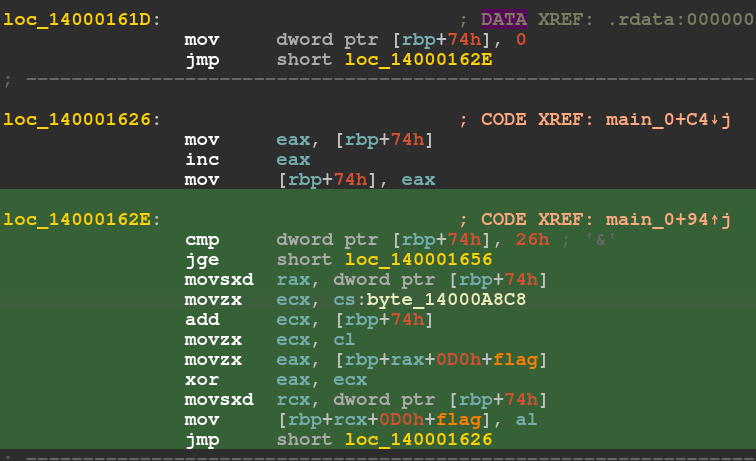 loc_14000161D: ; DATA XREF: .rdata:000000
mov dword ptr [rbp+74h], 0
jmp short loc_14000162E
; ---------------------------------------------------------------
loc_140001626: ; CODE XREF: main_0+C4↓j
mov eax, [rbp+74h]
inc eax
mov [rbp+74h], eax
loc_14000162E: ; CODE XREF: main_0+94↑j
cmp dword ptr [rbp+74h], 26h ; '&'
jge short loc_140001656
movsxd rax, dword ptr [rbp+74h]
movzx ecx, cs:byte_14000A8C8
add ecx, [rbp+74h]
movzx ecx, cl
movzx eax, [rbp+rax+0D0h+flag]
xor eax, ecx
movsxd rcx, dword ptr [rbp+74h]
mov [rbp+rcx+0D0h+flag], al
jmp short loc_140001626
; ---------------------------------------------------------------